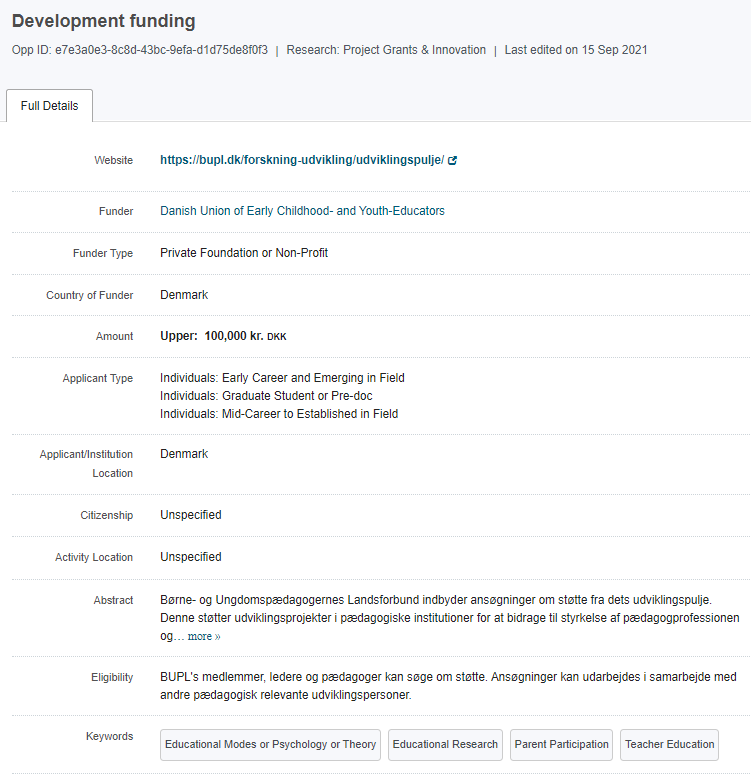 Development funding
Opp ID: e7e3a0e3-8c8d-43bc-9efa-d1d75de8f0f3 | Research: Project Grants & Innovation | Last edited on 15 Sep 2021
Full Details
Website https://bupl.dk/forskning-udvikling/udviklingspulje/
Funder Danish Union of Early Childhood- and Youth-Educators
Funder Type Private Foundation or Non-Profit
Country of Funder Denmark
Amount Upper: 100,000 kr. DKK
Applicant Type Individuals: Early Career and Emerging in Field
Individuals: Graduate Student or Pre-doc
Individuals: Mid-Career to Established in Field
Applicant/Institution Denmark
Location
Citizenship Unspecified
Activity Location Unspecified
Abstract Børne- og Ungdomspædagogernes Landsforbund indbyder ansøgninger om støtte fra dets udviklingspulje.
Denne støtter udviklingsprojekter i pædagogiske institutioner for at bidrage til styrkelse af pædagogprofessionen
og… more »
Eligibility BUPL's medlemmer, ledere og pædagoger kan søge om støtte. Ansøgninger kan udarbejdes i samarbejde med
andre pædagogisk relevante udviklingspersoner.
Keywords Educational Modes or Psychology or Theory Educational Research Parent Participation Teacher Education